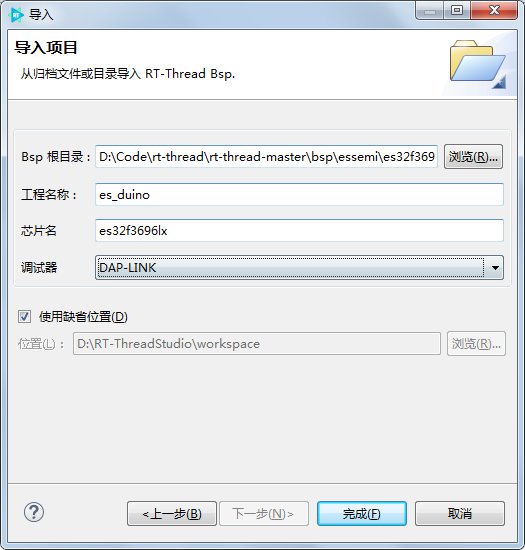 导入
导入项目
从归档文件或目录导入 RT-Thread Bsp.
Bsp 根目录 : D:\Code\rt-thread\rt-thread-master\bsp\essemi\es32f369 浏览(R)...
工程名称 : es_duino
芯片名 es32f3696lx
调试器 DAP-LINK
使用缺省位置(D)
位置(L) : D:\RT-ThreadStudio\workspace 浏览(R)...
<上一步(B) 下一步(N)> 完成(F) 取消